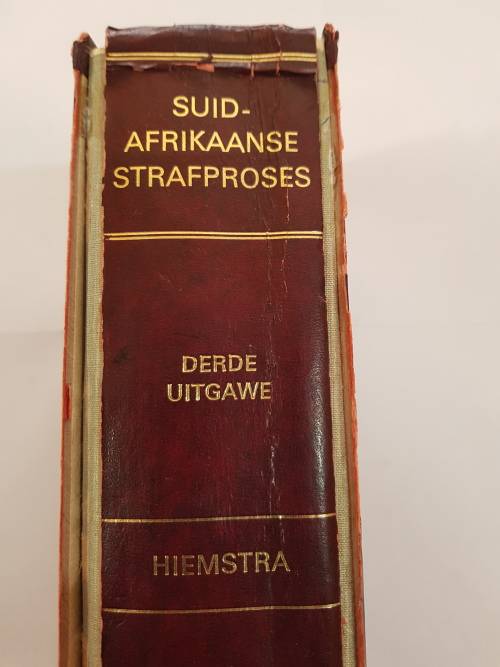 SUID-
AFRIKAANSE
STRAFPROSES
DERDE
UITGAWE
HIEMSTRA